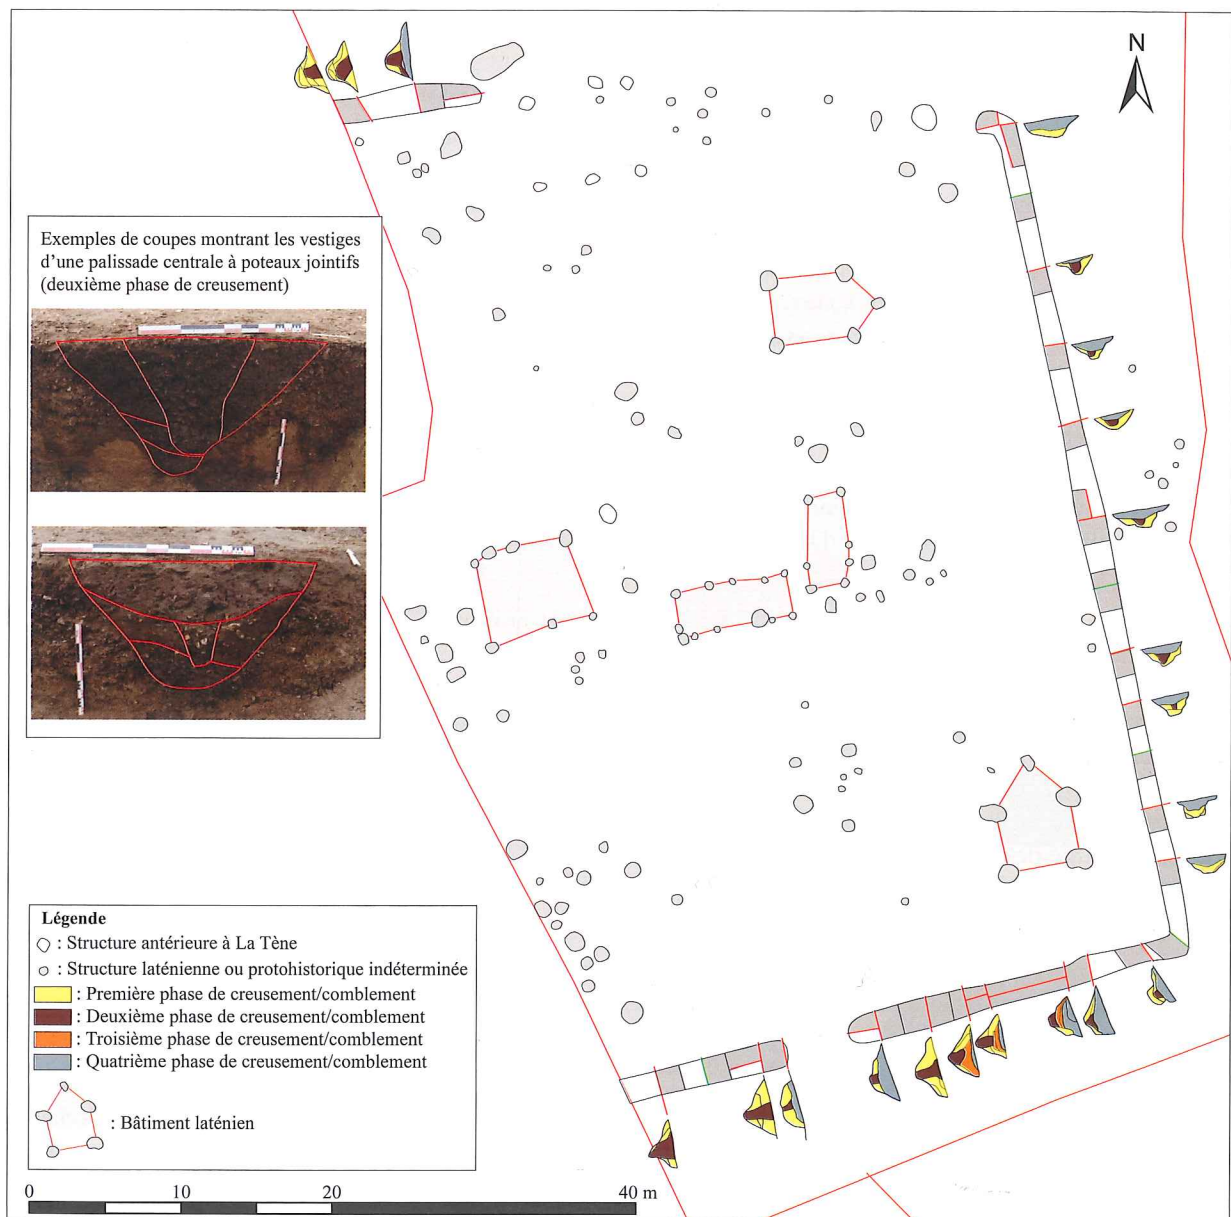 N
Exemples de coupes montrant les vestiges
d'une palissade centrale à poteaux jointifs
(deuxième phase de creusement)
Légende
: Structure antérieure à La Tène
: Structure laténienne ou protohistorique indéterminée
: Première phase de creusement/comblement
: Deuxième phase de creusement/comblement
: Troisième phase de creusement/comblement
: Quatrième phase de creusement/comblement
: Bâtiment laténien
0 10 20 40 m